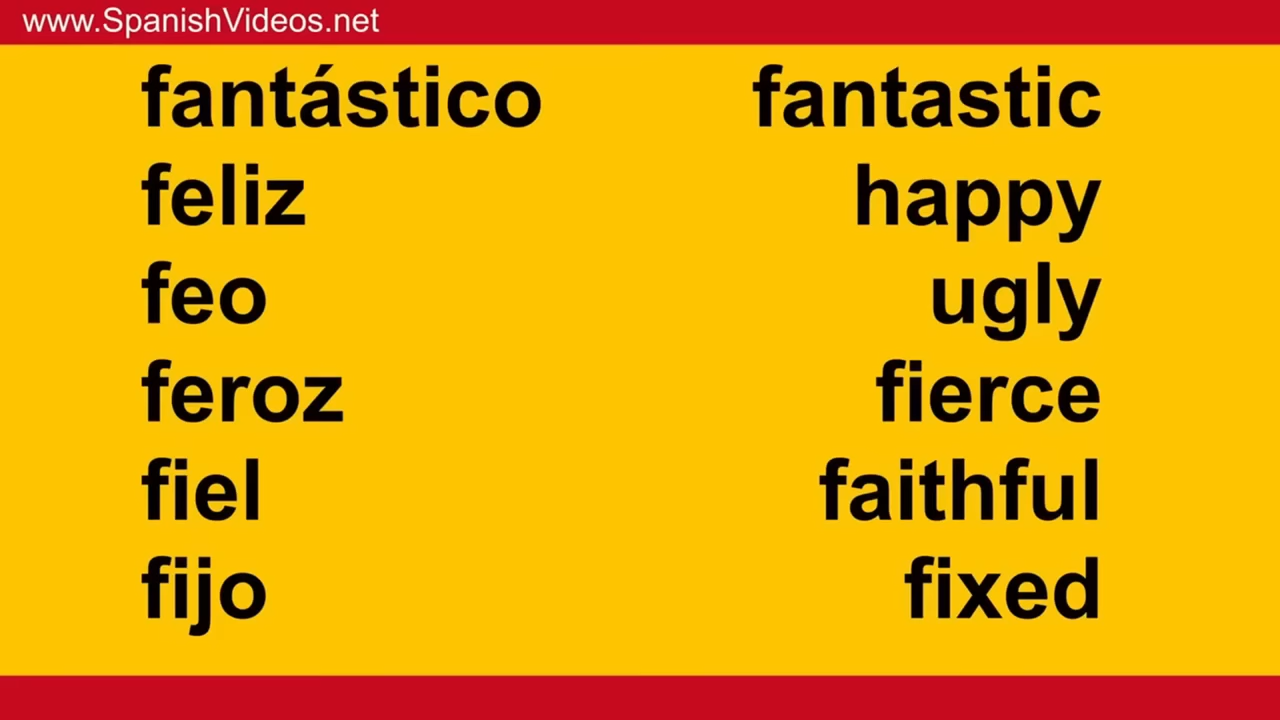 www.SpanishVideos.net
fantástico fantastic
feliz happy
feo ugly
feroz fierce
fiel faithful
fijo fixed